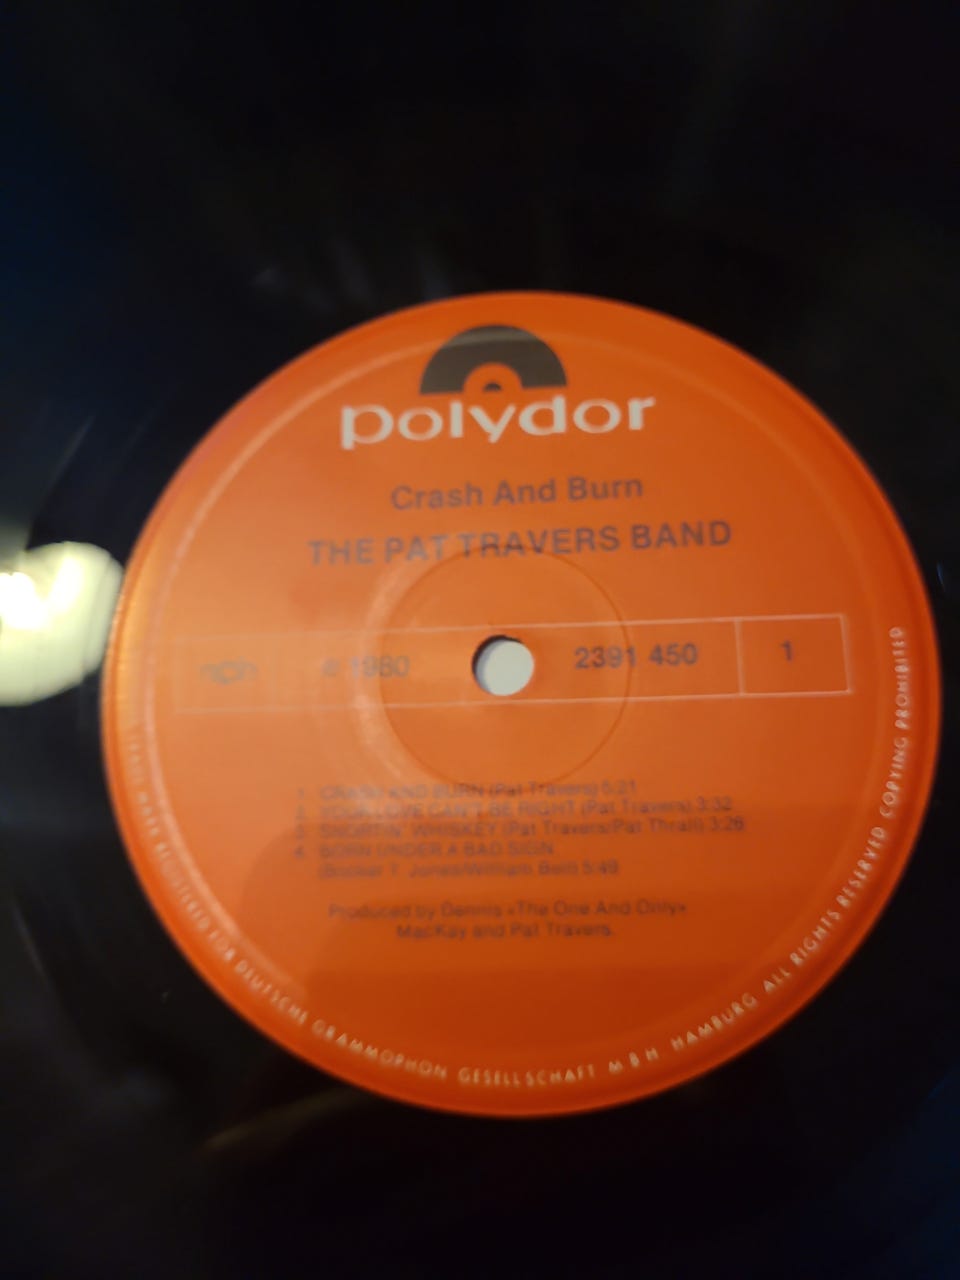 polydor
Crash And Burn
THE PAT TRAVERS BAND
1980 2391 450 1
1. CRASH AND BURN (Pat Travers) 5:21
2. YOUR LOVE CAN'T BE RIGHT (Pat Travers) 3:32
3. SNORTIN' WHISKEY (Pat Travers/Pat Thrall) 3:26
4. BORN UNDER A BAD SIGN
(Booker T. Jones/William Bell) 5:49
Produced by Dennis «The One And Only»
MacKay and Pat Travers.
REGISTERED FOR DEUTSCHE GRAMMOPHON GESELLSCHAFT M B H HAMBURG ALL RIGHTS RESERVED COPYING PROHIBITED